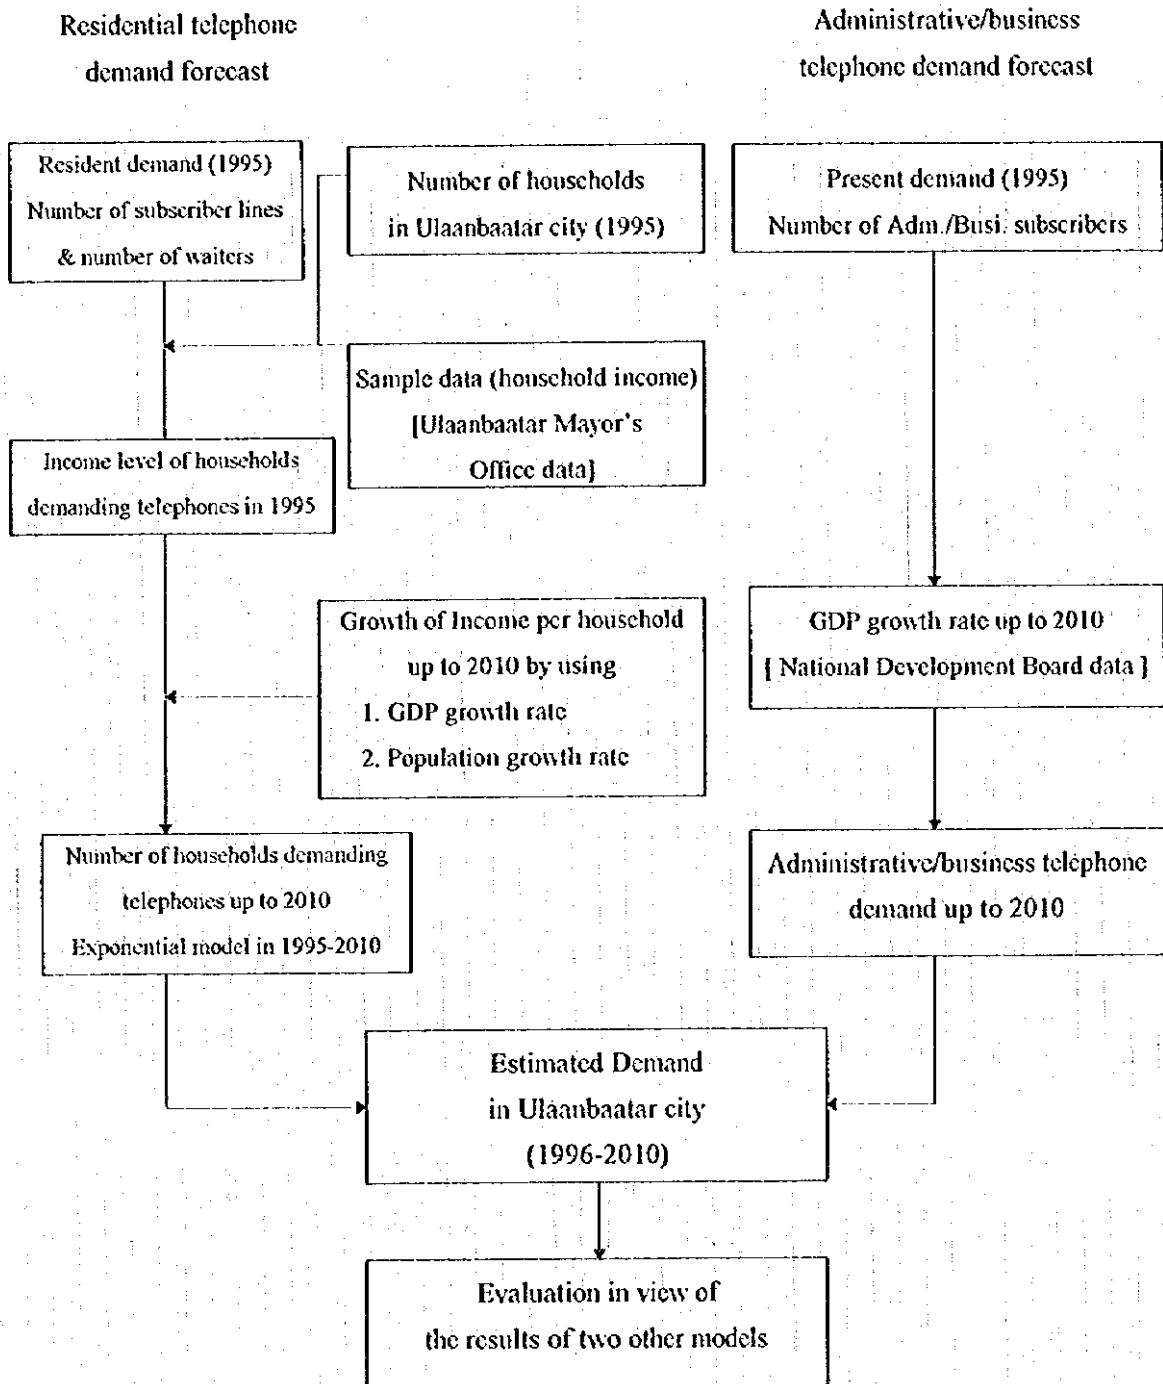 Residential telephone
demand forecast
Administrative/business
telephone demand forecast
Resident demand (1995)
Number of subscriber lines
& number of waiters
Number of households
in Ulaanbaatar city (1995)
Present demand (1995)
Number of Adm./Busi. subscribers
Sample data (household income)
[Ulaanbaatar Mayor's
Office data]
Income level of households
demanding telephones in 1995
Growth of Income per household
up to 2010 by using
1. GDP growth rate
2. Population growth rate
GDP growth rate up to 2010
[ National Development Board data ]
Number of households demanding
telephones up to 2010
Exponential model in 1995-2010
Administrative/business telephone
demand up to 2010
Estimated Demand
in Ulaanbaatar city
(1996-2010)
Evaluation in view of
the results of two other models